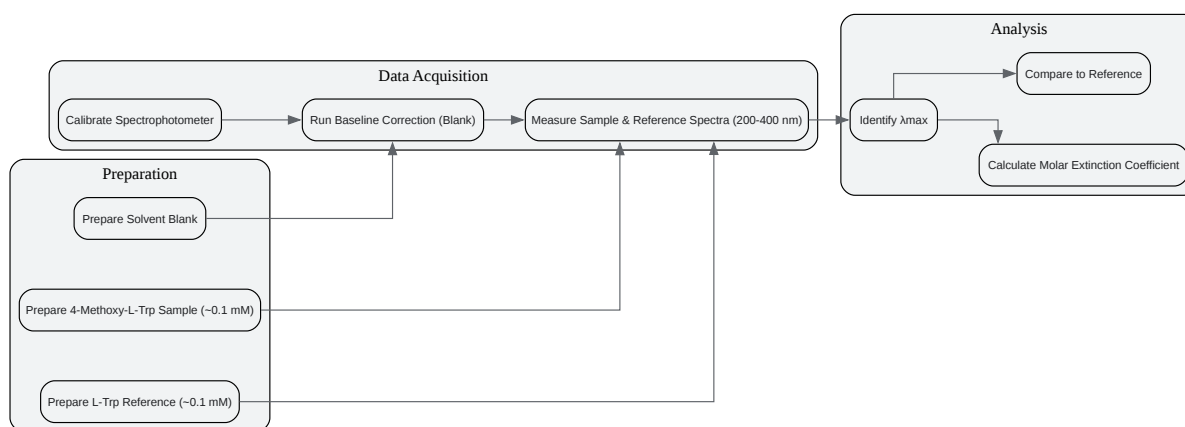 Analysis
Data Acquisition
Compare to Reference
Calibrate Spectrophotometer
Run Baseline Correction (Blank)
Measure Sample & Reference Spectra (200-400 nm)
Identify λmax
Calculate Molar Extinction Coefficient
Preparation
Prepare Solvent Blank
Prepare 4-Methoxy-L-Trp Sample (~0.1 mM)
Prepare L-Trp Reference (~0.1 mM)